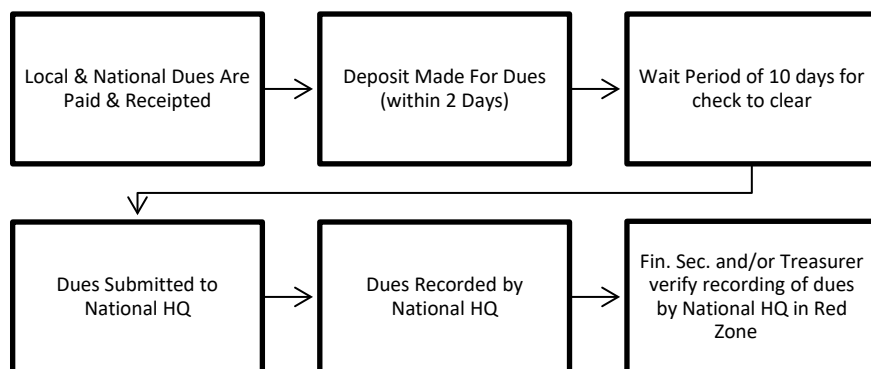 Local & National Dues Are
Paid & Receipted
Deposit Made For Dues
(within 2 Days)
Wait Period of 10 days for
check to clear
Dues Submitted to
National HQ
Dues Recorded by
National HQ
Fin. Sec. and/or Treasurer
verify recording of dues
by National HQ in Red
Zone